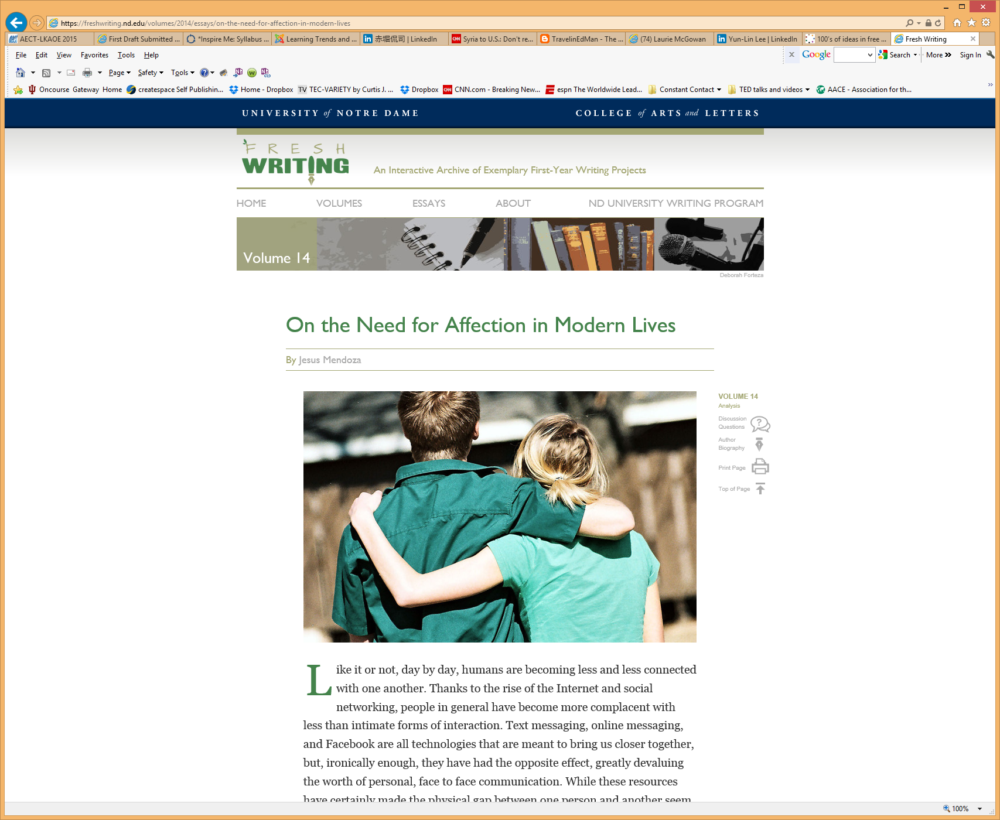 https://freshwriting.nd.edu/volumes/2014/essays/on-the-need-for-affection-in-modern-lives
AECT-LKAOE 2015
First Draft Submitted ...
*Inspire Me: Syllabus ...
Learning Trends and ...
赤堀侃司 | LinkedIn
Syria to U.S.: Don't re...
TravelinEdMan - The ...
(74) Laurie McGowan
Yun-Lin Lee | LinkedIn
100's of ideas in free ...
Fresh Writing
File Edit View Favorites Tools Help
Google Search More Sign In
Page Safety Tools
Oncourse Gateway Home createspace Self Publishin... Home - Dropbox TEC-VARIETY by Curtis J. ... Dropbox CNN.com - Breaking New... espn The Worldwide Lead... Constant Contact TED talks and videos AACE - Association for th...
UNIVERSITY of NOTRE DAME
COLLEGE of ARTS and LETTERS
FRESH
WRITING
An Interactive Archive of Exemplary First-Year Writing Projects
HOME VOLUMES ESSAYS ABOUT ND UNIVERSITY WRITING PROGRAM
Volume 14
Deborah Forteza
On the Need for Affection in Modern Lives
By Jesus Mendoza
VOLUME 14
Analysis
Discussion
Questions
Author
Biography
Print Page
Top of Page
Like it or not, day by day, humans are becoming less and less connected
with one another. Thanks to the rise of the Internet and social
networking, people in general have become more complacent with
less than intimate forms of interaction. Text messaging, online messaging,
and Facebook are all technologies that are meant to bring us closer together,
but, ironically enough, they have had the opposite effect, greatly devaluing
the worth of personal, face to face communication. While these resources
have certainly made the physical gap between one person and another seem
100%